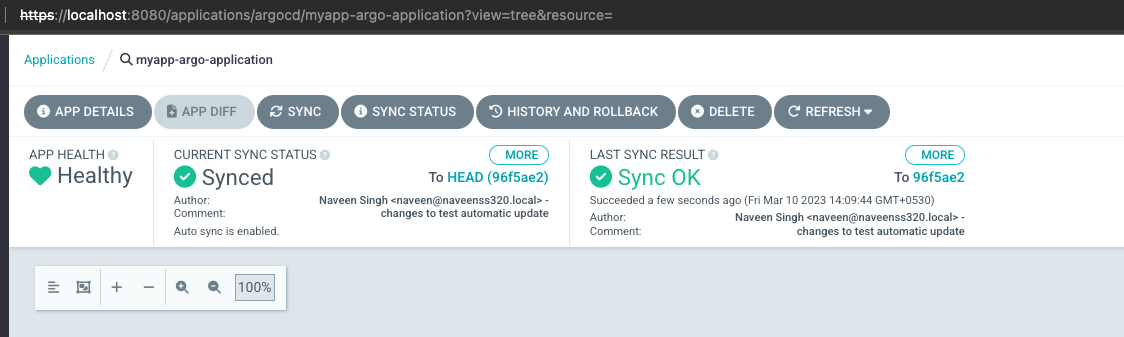 https://localhost:8080/applications/argocd/myapp-argo-application?view=tree&resource=
Applications / myapp-argo-application
APP DETAILS APP DIFF SYNC SYNC STATUS HISTORY AND ROLLBACK DELETE REFRESH
APP HEALTH
Healthy
CURRENT SYNC STATUS MORE
Synced To HEAD (96f5ae2)
Author: Naveen Singh <naveen@naveenss320.local> -
Comment: changes to test automatic update
Auto sync is enabled.
LAST SYNC RESULT MORE
Sync OK To 96f5ae2
Succeeded a few seconds ago (Fri Mar 10 2023 14:09:44 GMT+0530)
Author: Naveen Singh <naveen@naveenss320.local> -
Comment: changes to test automatic update
100%